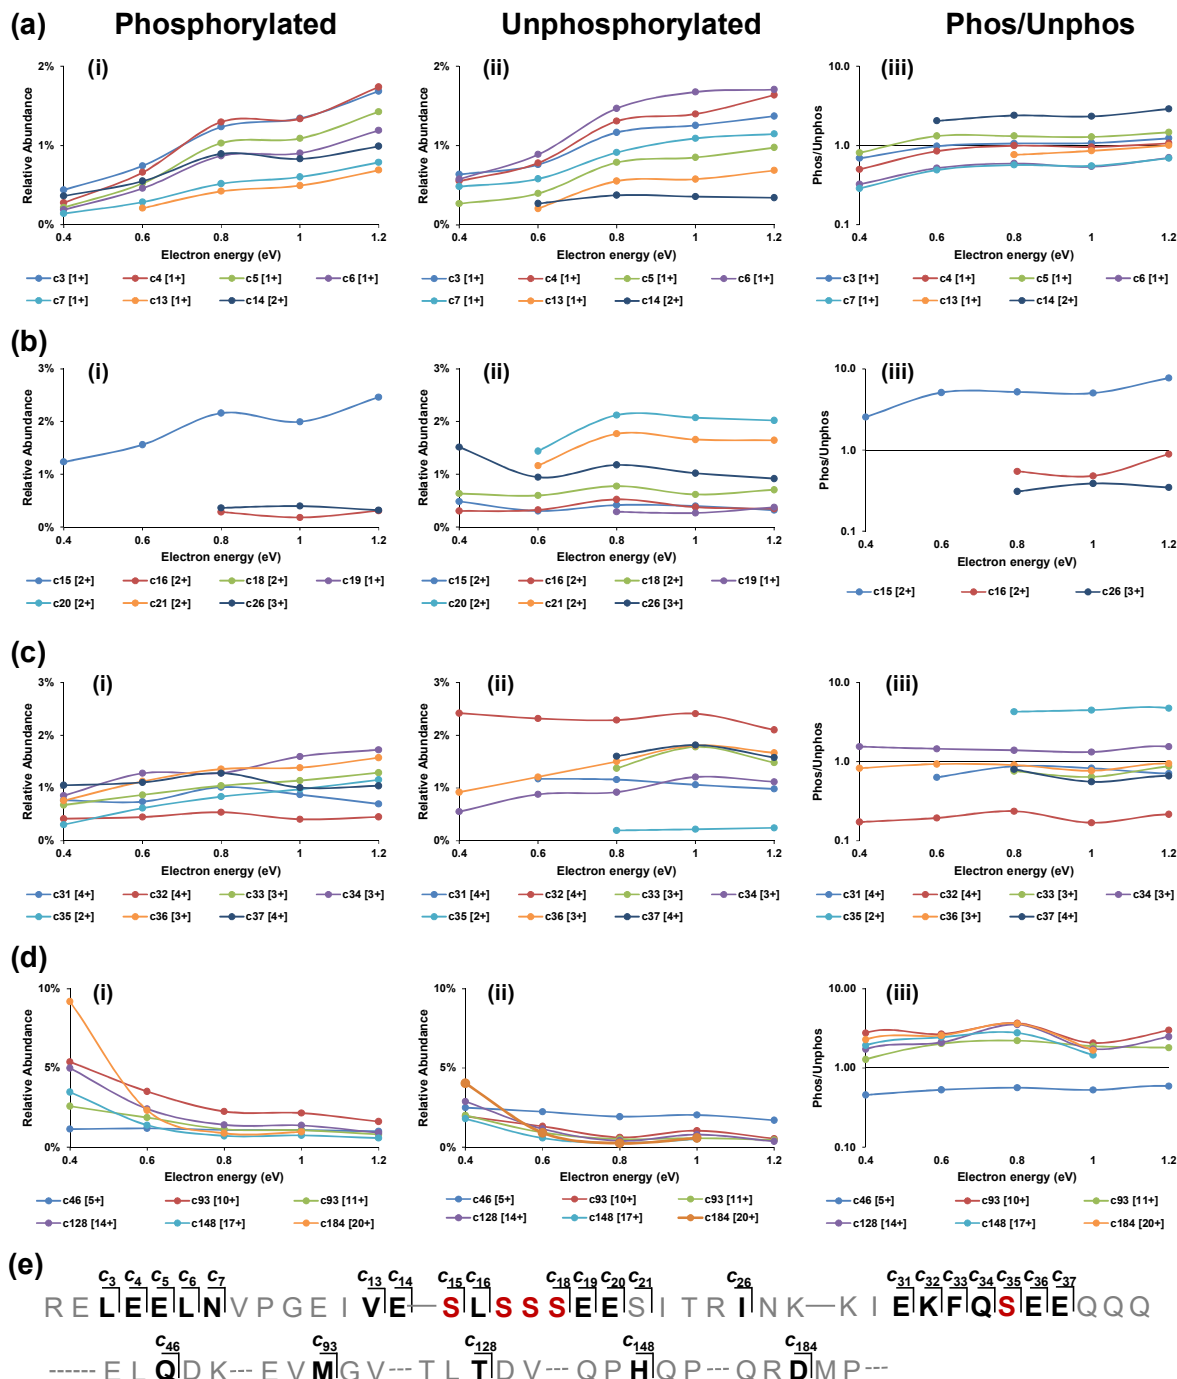 (a) Phosphorylated Unphosphorylated Phos/Unphos
(i) (ii) (iii)
2% 2% 10.0
1% 1% 1.0
0% 0% 0.1
Relative Abundance Relative Abundance Phos/Unphos
0.4 0.6 0.8 1 1.2 0.4 0.6 0.8 1 1.2 0.4 0.6 0.8 1 1.2
Electron energy (eV) Electron energy (eV) Electron energy (eV)
c3 [1+] c4 [1+] c5 [1+] c6 [1+] c3 [1+] c4 [1+] c5 [1+] c6 [1+] c3 [1+] c4 [1+] c5 [1+] c6 [1+]
c7 [1+] c13 [1+] c14 [2+] c7 [1+] c13 [1+] c14 [2+] c7 [1+] c13 [1+] c14 [2+]
(b)
(i) (ii) (iii)
3% 3% 10.0
2% 2%
1% 1% 1.0
0% 0% 0.1
Relative Abundance Relative Abundance Phos/Unphos
0.4 0.6 0.8 1 1.2 0.4 0.6 0.8 1 1.2 0.4 0.6 0.8 1 1.2
Electron energy (eV) Electron energy (eV) Electron energy (eV)
c15 [2+] c16 [2+] c18 [2+] c19 [1+] c15 [2+] c16 [2+] c18 [2+] c19 [1+] c15 [2+] c16 [2+] c26 [3+]
c20 [2+] c21 [2+] c26 [3+] c20 [2+] c21 [2+] c26 [3+]
(c)
(i) (ii) (iii)
3% 3% 10.0
2% 2%
1% 1% 1.0
0% 0% 0.1
Relative Abundance Relative Abundance Phos/Unphos
0.4 0.6 0.8 1 1.2 0.4 0.6 0.8 1 1.2 0.4 0.6 0.8 1 1.2
Electron energy (eV) Electron energy (eV) Electron energy (eV)
c31 [4+] c32 [4+] c33 [3+] c34 [3+] c31 [4+] c32 [4+] c33 [3+] c34 [3+] c31 [4+] c32 [4+] c33 [3+] c34 [3+]
c35 [2+] c36 [3+] c37 [4+] c35 [2+] c36 [3+] c37 [4+] c35 [2+] c36 [3+] c37 [4+]
(d)
(i) (ii) (iii)
10% 10% 10.00
5% 5% 1.00
0% 0% 0.10
Relative Abundance Relative Abundance Phos/Unphos
0.4 0.6 0.8 1 1.2 0.4 0.6 0.8 1 1.2 0.4 0.6 0.8 1 1.2
Electron energy (eV) Electron energy (eV) Electron energy (eV)
c46 [5+] c93 [10+] c93 [11+] c46 [5+] c93 [10+] c93 [11+] c46 [5+] c93 [10+] c93 [11+]
c128 [14+] c148 [17+] c184 [20+] c128 [14+] c148 [17+] c184 [20+] c128 [14+] c148 [17+] c184 [20+]
(e)
c3 c4 c5 c6 c7 c13 c14 c15 c16 c18 c19 c20 c21 c26 c31 c32 c33 c34 c35 c36 c37
R E L E E L N V P G E I V E — S L S S S E E S I T R I N K — K I E K F Q S E E Q Q Q
c46 c93 c128 c148 c184
------ E L Q D K --- E V M G V --- T L T D V -- Q P H Q P -- Q R D M P ---